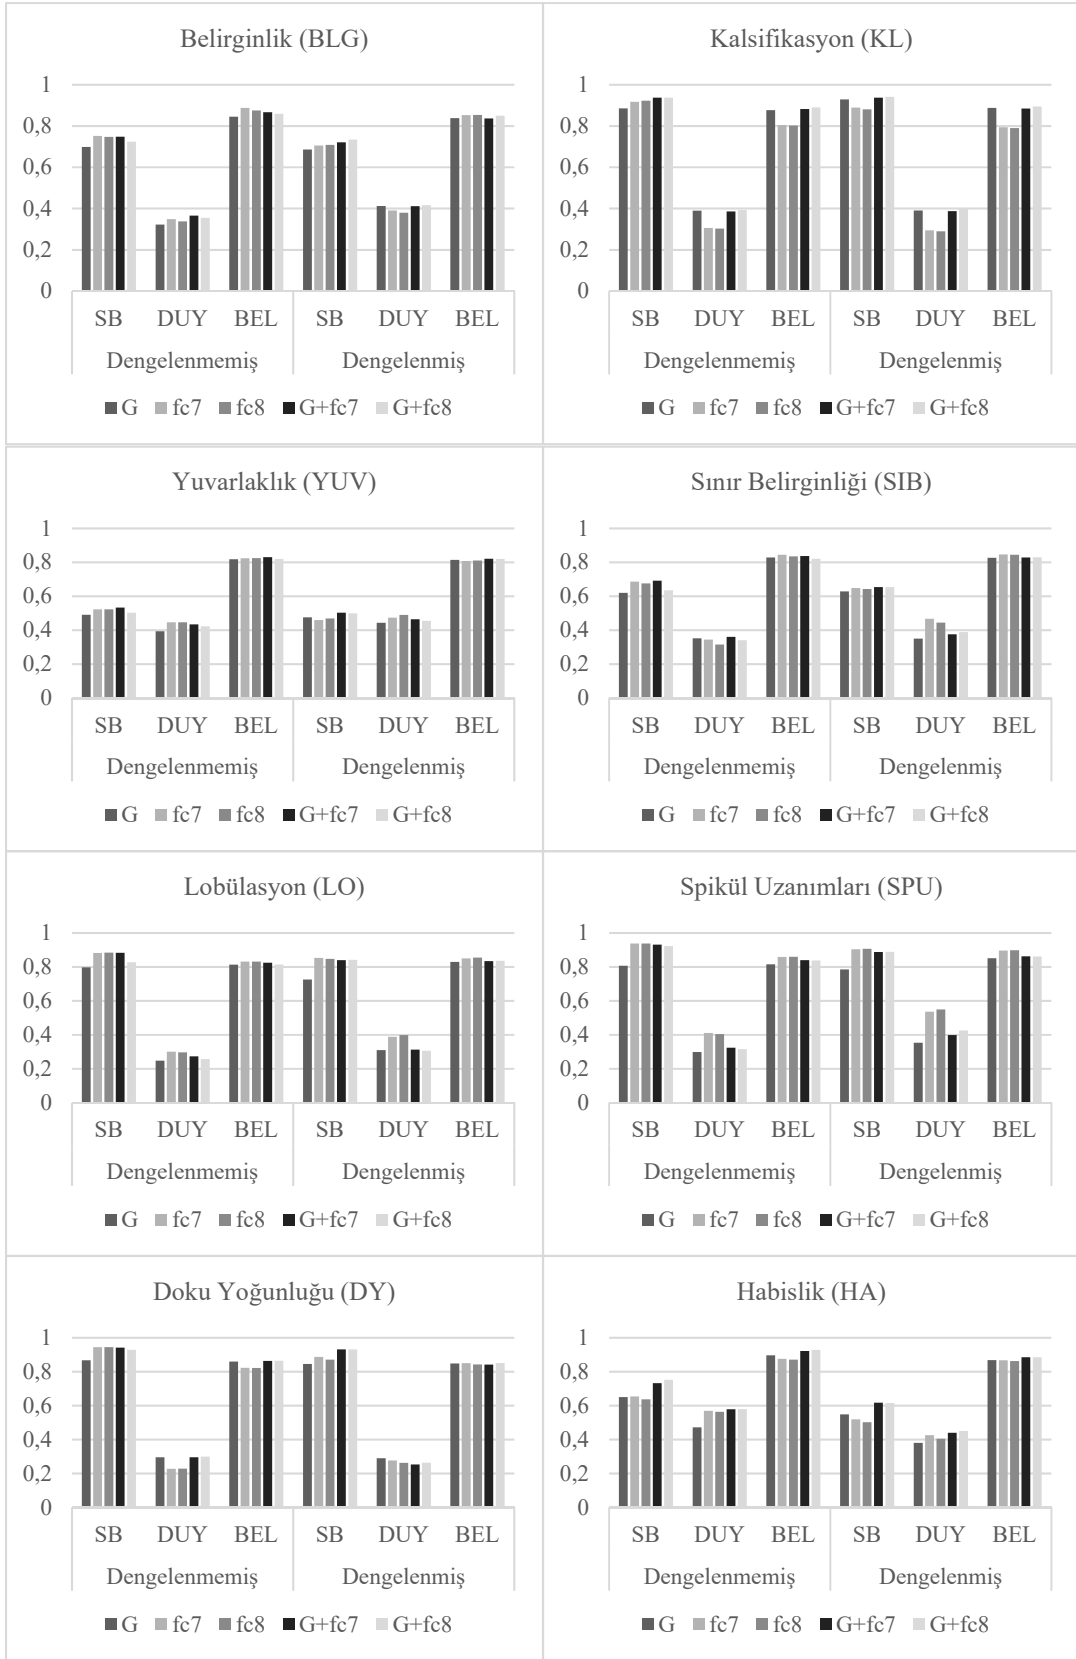 Belirginlik (BLG)
1
0,8
0,6
0,4
0,2
0
SB DUY BEL SB DUY BEL
Dengelenmemiş Dengelenmiş
G fc7 fc8 G+fc7 G+fc8
Kalsifikasyon (KL)
1
0,8
0,6
0,4
0,2
0
SB DUY BEL SB DUY BEL
Dengelenmemiş Dengelenmiş
G fc7 fc8 G+fc7 G+fc8
Yuvarlaklık (YUV)
1
0,8
0,6
0,4
0,2
0
SB DUY BEL SB DUY BEL
Dengelenmemiş Dengelenmiş
G fc7 fc8 G+fc7 G+fc8
Sınır Belirginliği (SIB)
1
0,8
0,6
0,4
0,2
0
SB DUY BEL SB DUY BEL
Dengelenmemiş Dengelenmiş
G fc7 fc8 G+fc7 G+fc8
Lobülasyon (LO)
1
0,8
0,6
0,4
0,2
0
SB DUY BEL SB DUY BEL
Dengelenmemiş Dengelenmiş
G fc7 fc8 G+fc7 G+fc8
Spikül Uzanımları (SPU)
1
0,8
0,6
0,4
0,2
0
SB DUY BEL SB DUY BEL
Dengelenmemiş Dengelenmiş
G fc7 fc8 G+fc7 G+fc8
Doku Yoğunluğu (DY)
1
0,8
0,6
0,4
0,2
0
SB DUY BEL SB DUY BEL
Dengelenmemiş Dengelenmiş
G fc7 fc8 G+fc7 G+fc8
Habislik (HA)
1
0,8
0,6
0,4
0,2
0
SB DUY BEL SB DUY BEL
Dengelenmemiş Dengelenmiş
G fc7 fc8 G+fc7 G+fc8